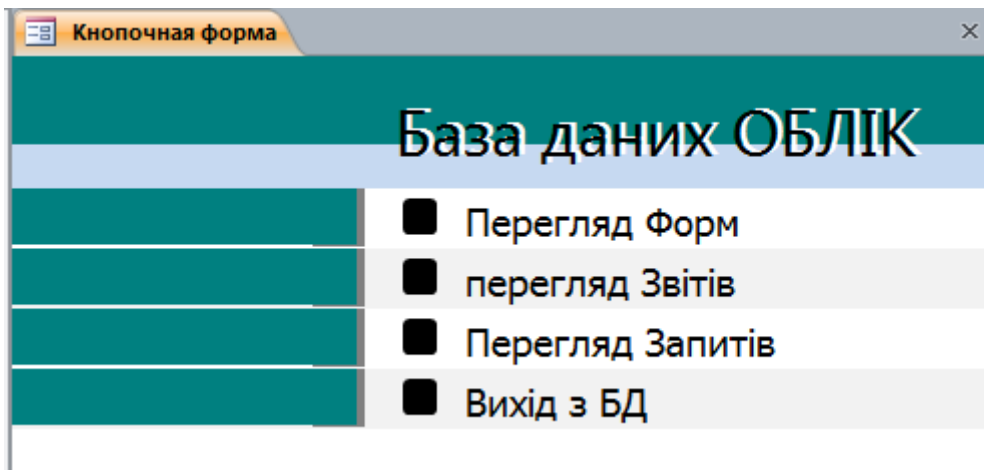 Кнопочная форма
База даних ОБЛІК
Перегляд Форм
перегляд Звітів
Перегляд Запитів
Вихід з БД